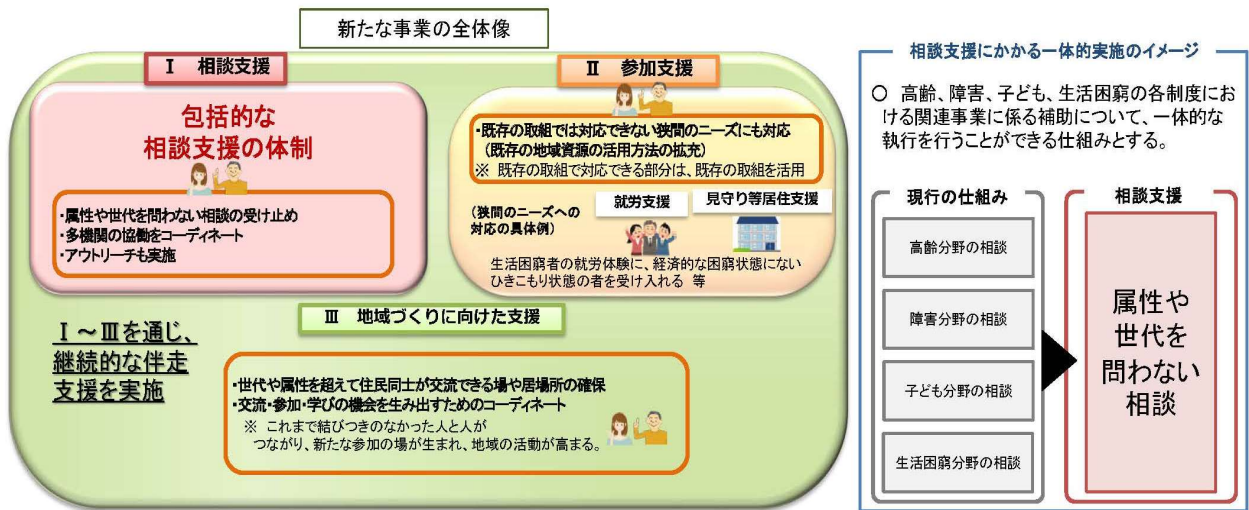 新たな事業の全体像
Ⅰ 相談支援
包括的な
相談支援の体制
・属性や世代を問わない相談の受け止め
・多機関の協働をコーディネート
・アウトリーチも実施
Ⅱ 参加支援
・既存の取組では対応できない狭間のニーズにも対応
(既存の地域資源の活用方法の拡充)
※ 既存の取組で対応できる部分は、既存の取組を活用
(狭間のニーズへの
対応の具体例)
就労支援
見守り等居住支援
生活困窮者の就労体験に、経済的な困窮状態にない
ひきこもり状態の者を受け入れる 等
Ⅲ 地域づくりに向けた支援
Ⅰ～Ⅲを通じ、
継続的な伴走
支援を実施
・世代や属性を超えて住民同士が交流できる場や居場所の確保
・交流・参加・学びの機会を生み出すためのコーディネート
※ これまで結びつきのなかった人と人が
つながり、新たな参加の場が生まれ、地域の活動が高まる。
相談支援にかかる一体的実施のイメージ
○ 高齢、障害、子ども、生活困窮の各制度にお
ける関連事業に係る補助について、一体的な
執行を行うことができる仕組みとする。
現行の仕組み
高齢分野の相談
障害分野の相談
子ども分野の相談
生活困窮分野の相談
相談支援
属性や
世代を
問わない
相談